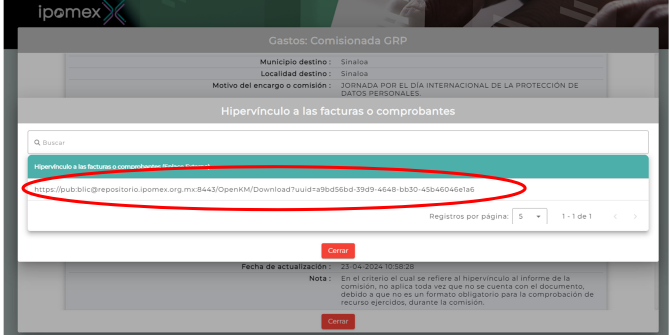 ipomex
Gastos: Comisionada GRP
Municipio destino : Sinaloa
Localidad destino : Sinaloa
Motivo del encargo o comisión : JORNADA POR EL DÍA INTERNACIONAL DE LA PROTECCIÓN DE
DATOS PERSONALES.
Hipervínculo a las facturas o comprobantes
Buscar
Hipervínculo a las facturas o comprobantes (Enlace Externo)
https://pub:blic@repositorio.ipomex.org.mx:8443/OpenKM/Download?uuid=a9bd56bd-39d9-4648-bb30-45b46046e1a6
Registros por página: 5 1 - 1 de 1
Cerrar
Fecha de actualización : 23-04-2024 10:58:28
Nota : En el criterio el cual se refiere al hipervínculo al informe de la
comisión, no aplica toda vez que no se cuenta con el documento,
debido a que no es un formato obligatorio para la comprobación de
recurso ejercidos, durante la comisión.
Cerrar